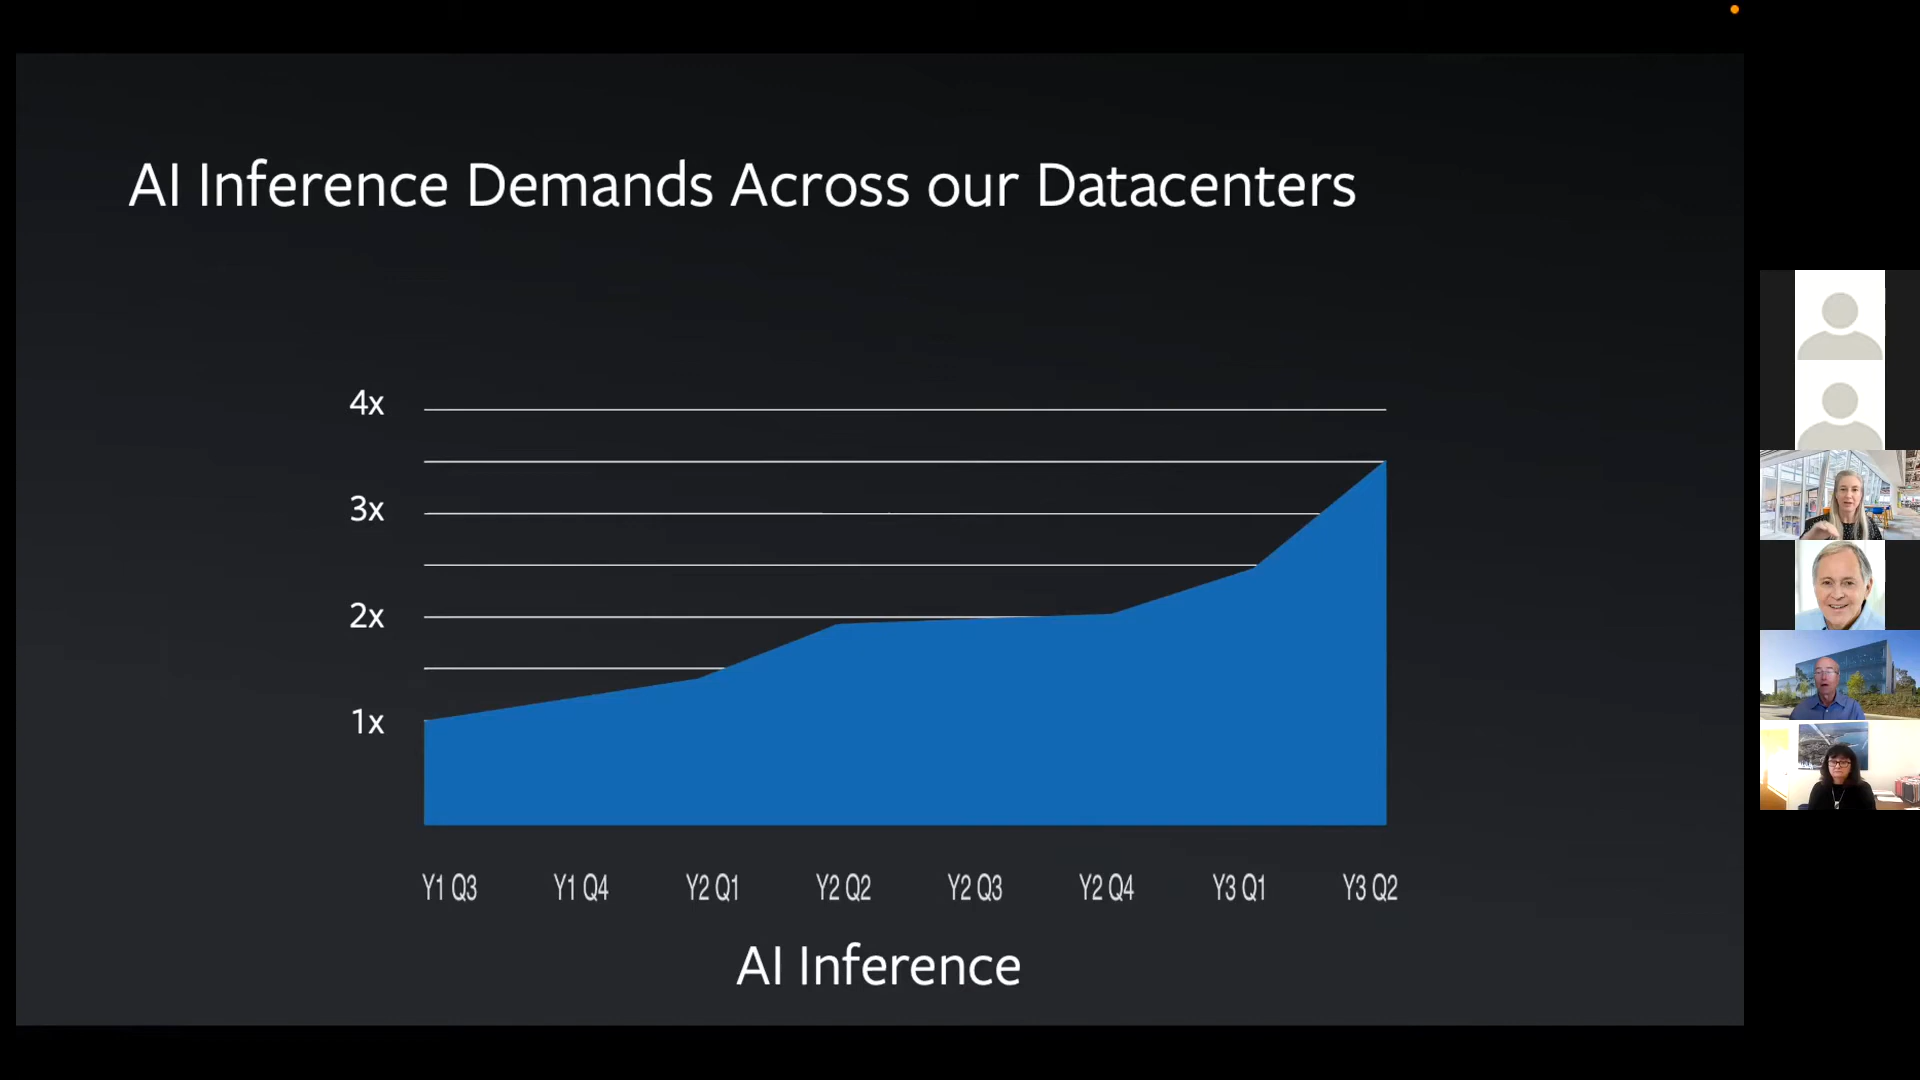 AI Inference Demands Across our Datacenters
4x
3x
2x
1x
Y1 Q3 Y1 Q4 Y2 Q1 Y2 Q2 Y2 Q3 Y2 Q4 Y3 Q1 Y3 Q2
AI Inference